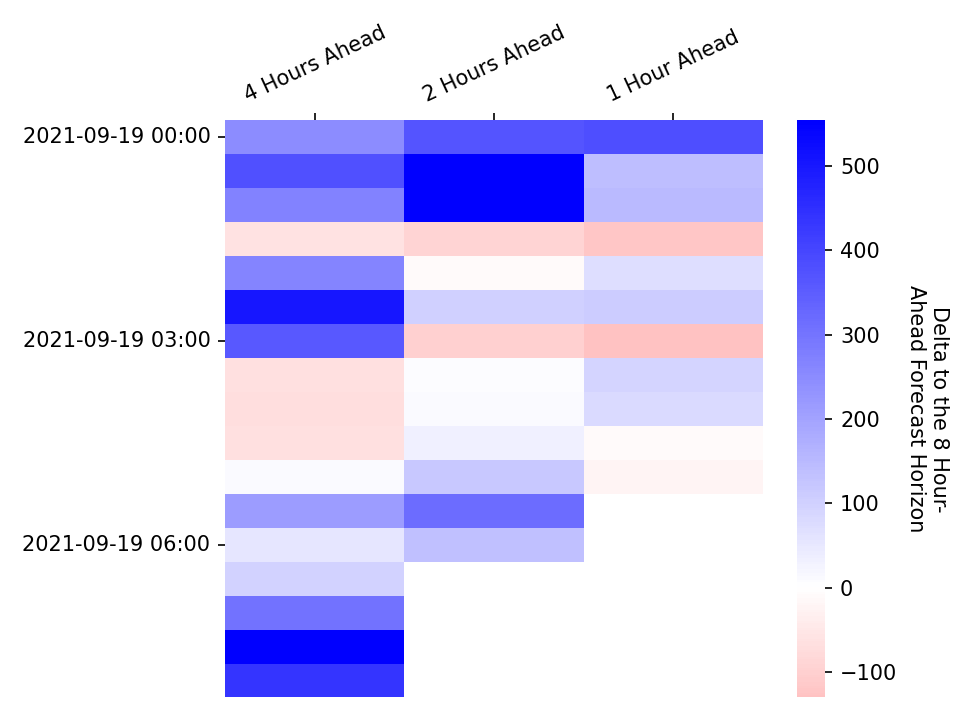 4 Hours Ahead
2 Hours Ahead
1 Hour Ahead
2021-09-19 00:00
2021-09-19 03:00
2021-09-19 06:00
500
400
300
200
100
0
−100
Delta to the 8 Hour-
Ahead Forecast Horizon